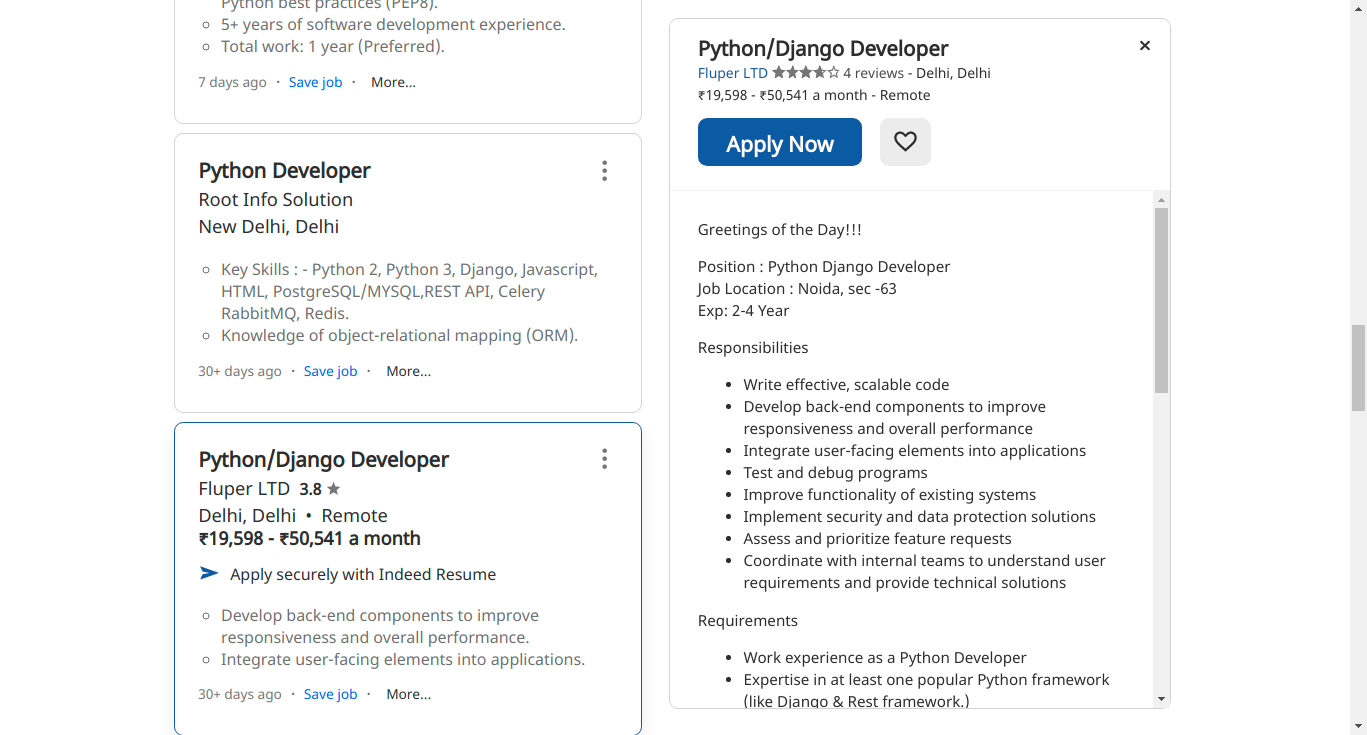 Python best practices (PEP8).
5+ years of software development experience.
Total work: 1 year (Preferred).
7 days ago · Save job · More...
Python Developer
Root Info Solution
New Delhi, Delhi
Key Skills : - Python 2, Python 3, Django, Javascript,
HTML, PostgreSQL/MYSQL,REST API, Celery
RabbitMQ, Redis.
Knowledge of object-relational mapping (ORM).
30+ days ago · Save job · More...
Python/Django Developer
Fluper LTD 3.8
Delhi, Delhi • Remote
₹19,598 - ₹50,541 a month
Apply securely with Indeed Resume
Develop back-end components to improve
responsiveness and overall performance.
Integrate user-facing elements into applications.
30+ days ago · Save job · More...
Python/Django Developer
Fluper LTD 4 reviews - Delhi, Delhi
₹19,598 - ₹50,541 a month - Remote
Apply Now
Greetings of the Day!!!
Position : Python Django Developer
Job Location : Noida, sec -63
Exp: 2-4 Year
Responsibilities
Write effective, scalable code
Develop back-end components to improve
responsiveness and overall performance
Integrate user-facing elements into applications
Test and debug programs
Improve functionality of existing systems
Implement security and data protection solutions
Assess and prioritize feature requests
Coordinate with internal teams to understand user
requirements and provide technical solutions
Requirements
Work experience as a Python Developer
Expertise in at least one popular Python framework
(like Django & Rest framework.)